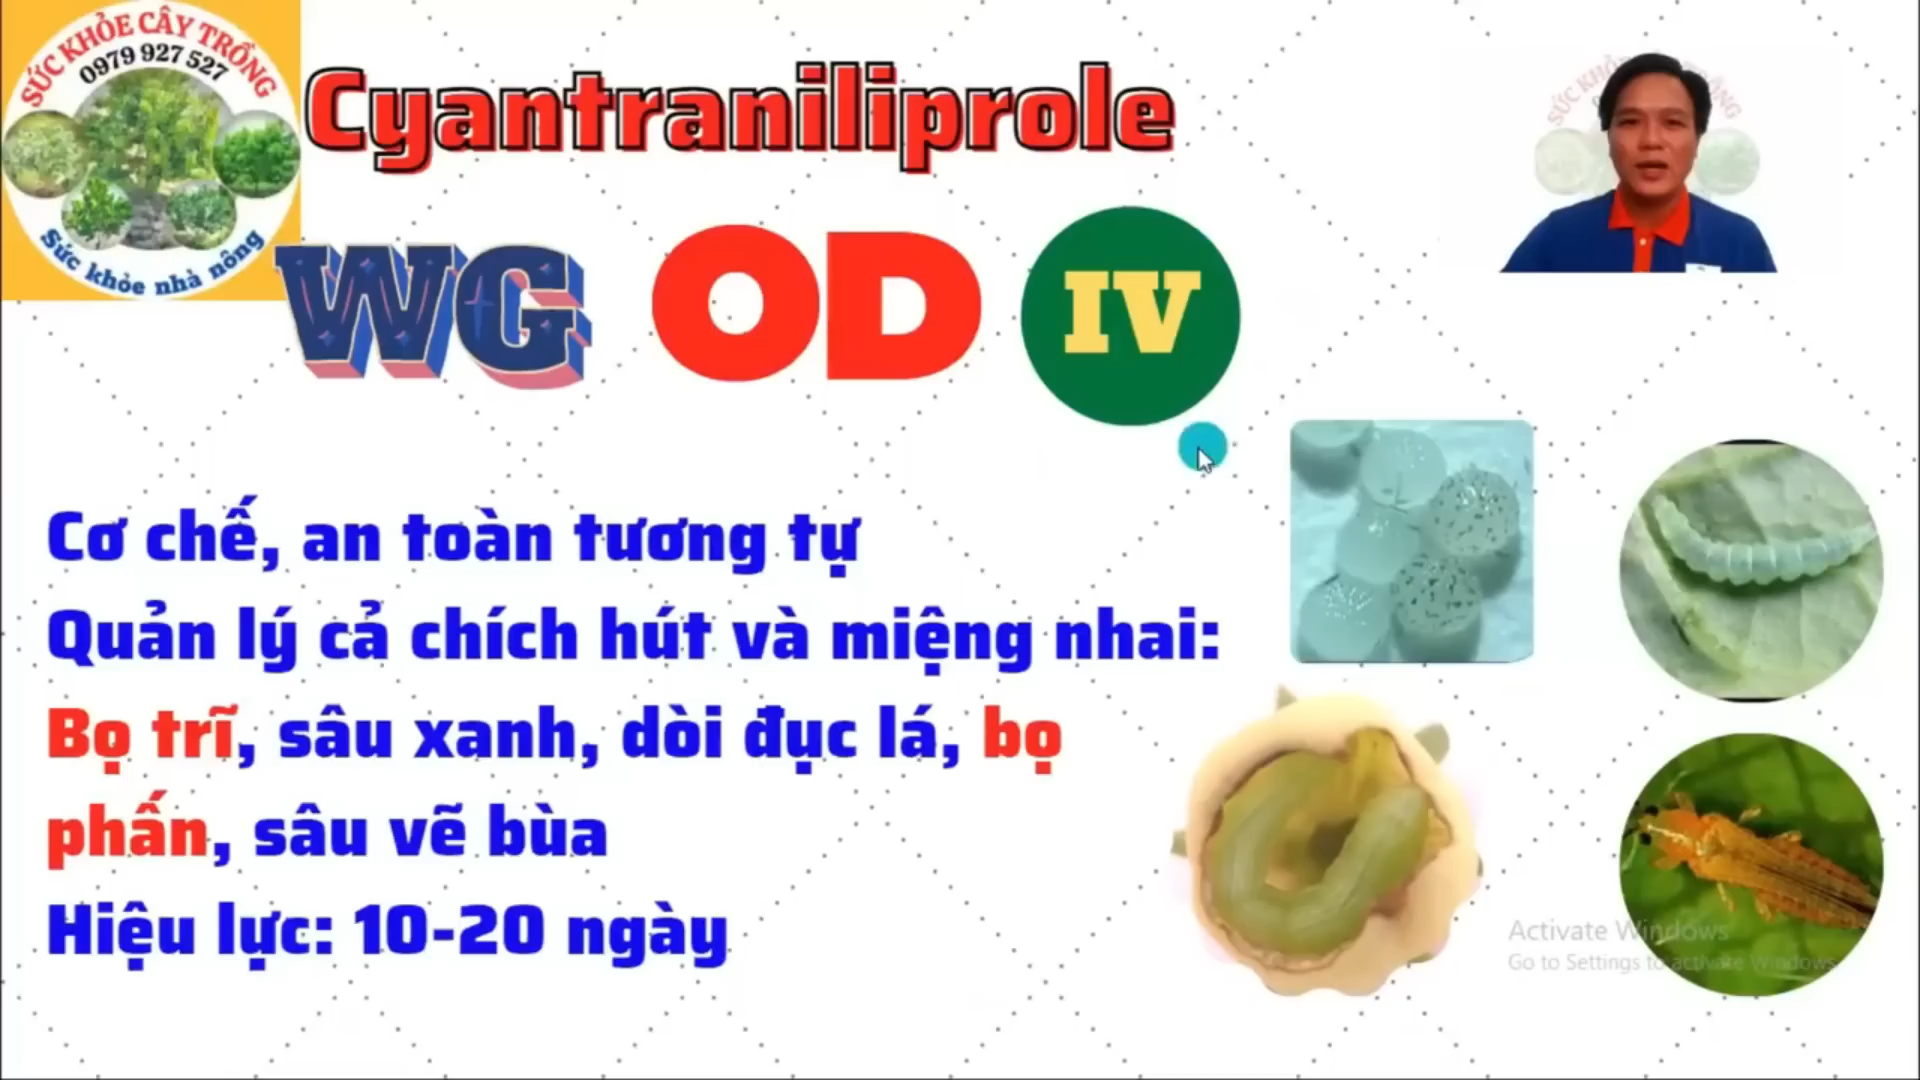 SỨC KHỎE CÂY TRỒNG
0979 927 527
Sức khỏe nhà nông
Cyantraniliprole
WG OD IV
Cơ chế, an toàn tương tự
Quản lý cả chích hút và miệng nhai:
Bọ trĩ, sâu xanh, dòi đục lá, bọ
phấn, sâu vẽ bùa
Hiệu lực: 10-20 ngày
Activate Windows
Go to Settings to activate Windows.